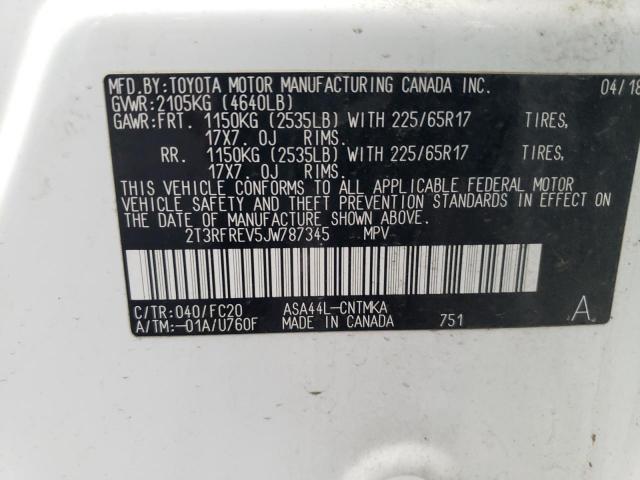 MFD.BY:TOYOTA MOTOR MANUFACTURING CANADA INC. 04/18
GVWR:2105KG (4640LB)
GAWR:FRT. 1150KG (2535LB) WITH 225/65R17 TIRES,
17X7.0J RIMS.
RR. 1150KG (2535LB) WITH 225/65R17 TIRES,
17X7.0J RIMS.
THIS VEHICLE CONFORMS TO ALL APPLICABLE FEDERAL MOTOR
VEHICLE SAFETY AND THEFT PREVENTION STANDARDS IN EFFECT ON
THE DATE OF MANUFACTURE SHOWN ABOVE.
2T3RFREV5JW787345 MPV
C/TR:040/FC20 ASA44L-CNTMKA
A/TM:-01A/U760F MADE IN CANADA 751 A